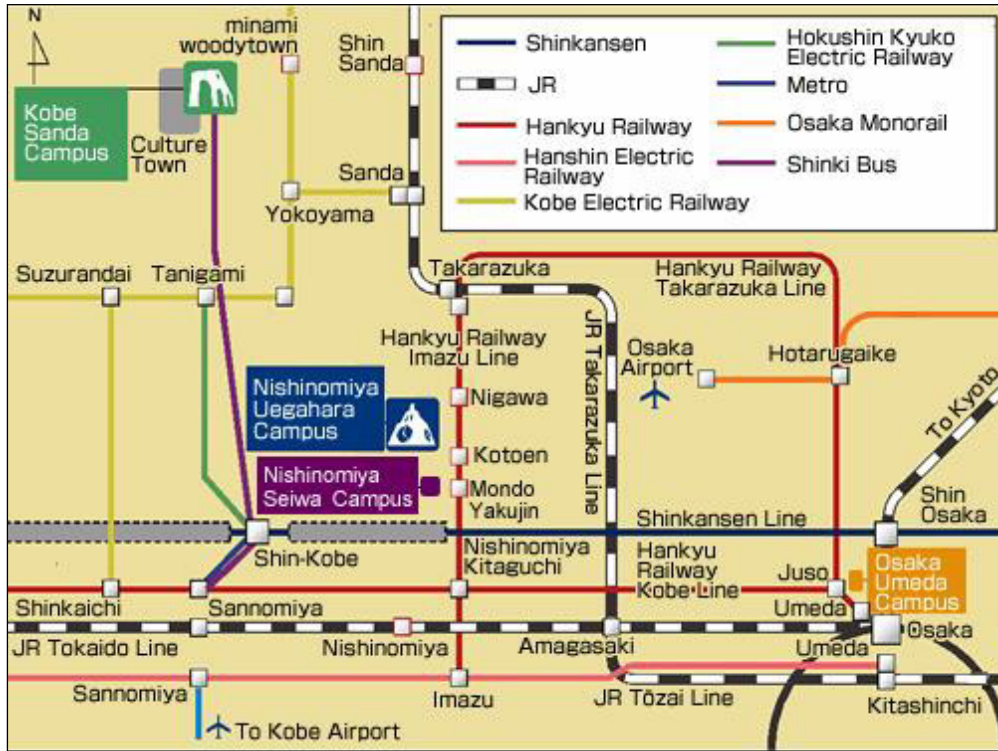 N
minami
woodytown
Shin
Sanda
Shinkansen
JR
Hankyu Railway
Hanshin Electric
Railway
Kobe Electric Railway
Hokushin Kyuko
Electric Railway
Metro
Osaka Monorail
Shinki Bus
Kobe
Sanda
Campus
Culture
Town
Sanda
Yokoyama
Suzurandai
Tanigami
Takarazuka
Hankyu Railway
Takarazuka Line
Hankyu Railway
Imazu Line
JR Takarazuka Line
Osaka
Airport
Hotarugaike
To Kyoto
Nishinomiya
Uegahara
Campus
Nigawa
Kotoen
Nishinomiya
Seiwa Campus
Mondo
Yakujin
Shin
Osaka
Shinkansen Line
Shin-Kobe
Nishinomiya
Kitaguchi
Hankyu
Railway
Kobe Line
Juso
Osaka
Umeda
Campus
Shinkaichi
Sannomiya
Umeda
Osaka
JR Tokaido Line
Nishinomiya
Amagasaki
Umeda
Sannomiya
Imazu
JR Tōzai Line
Kitashinchi
To Kobe Airport